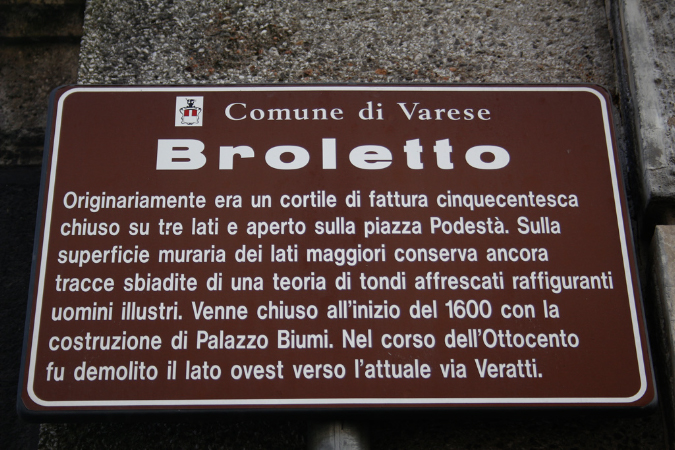 Comune di Varese
Broletto
Originariamente era un cortile di fattura cinquecentesca
chiuso su tre lati e aperto sulla piazza Podestà. Sulla
superficie muraria dei lati maggiori conserva ancora
tracce sbiadite di una teoria di tondi affrescati raffiguranti
uomini illustri. Venne chiuso all'inizio del 1600 con la
costruzione di Palazzo Biumi. Nel corso dell'Ottocento
fu demolito il lato ovest verso l'attuale via Veratti.